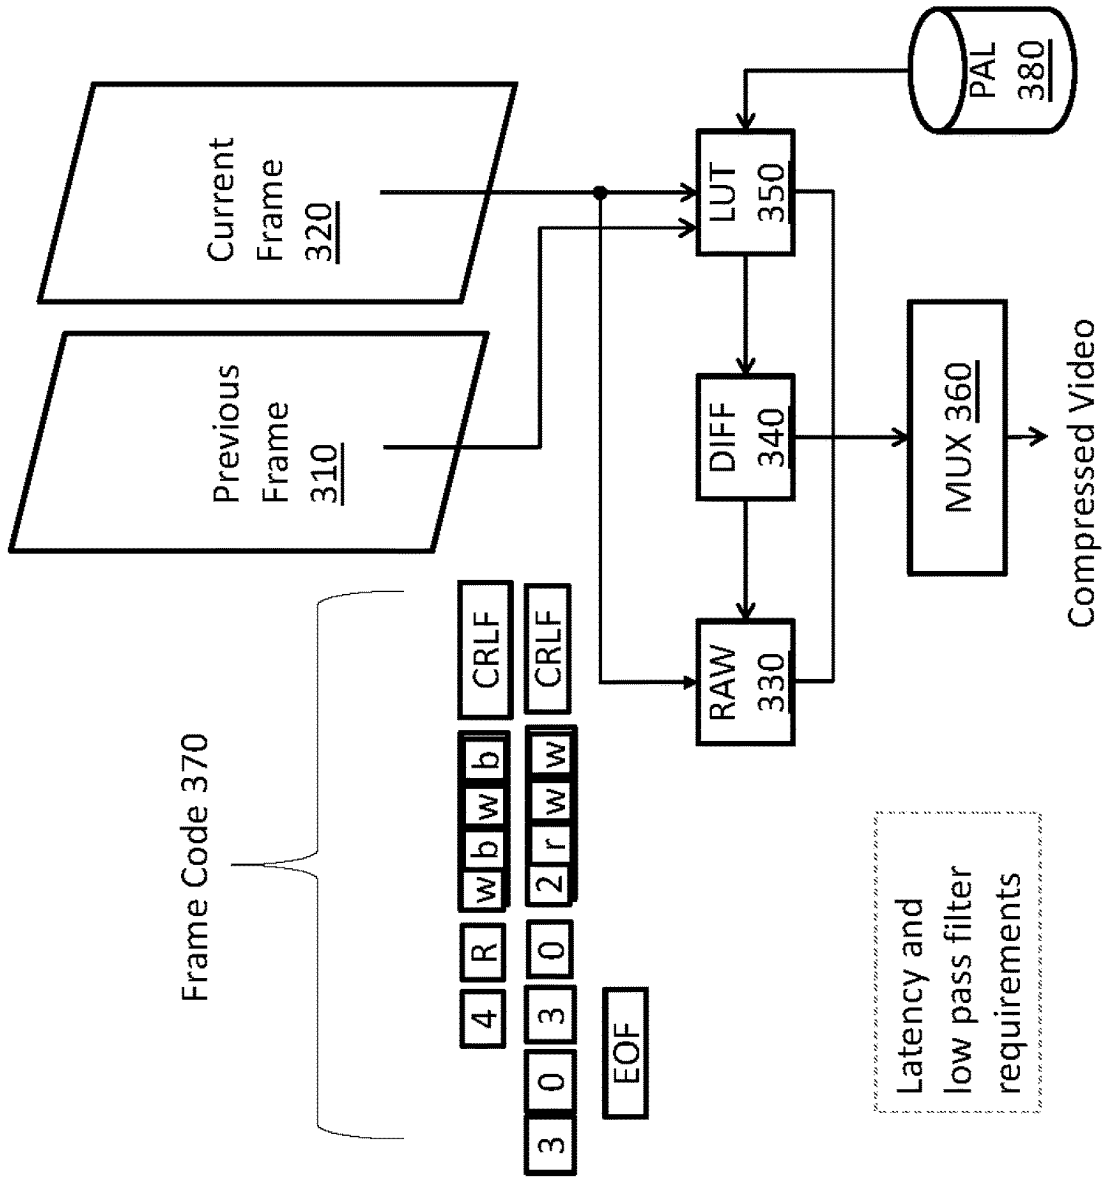 Frame Code 370
Previous
Frame
310
Current
Frame
320
4 R w b w b CRLF
3 0 3 0 2 r w w CRLF
EOF
RAW
330
DIFF
340
LUT
350
Latency and
low pass filter
requirements
MUX 360
PAL
380
Compressed Video